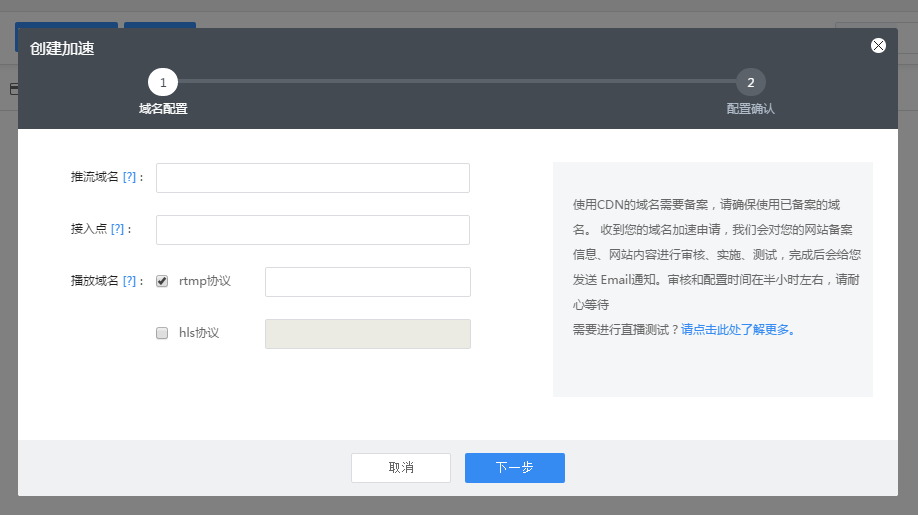 创建加速
1
2
域名配置
配置确认
推流域名 [?]：
接入点 [?]：
播放域名 [?]： rtmp协议
hls协议
使用CDN的域名需要备案，请确保使用已备案的域
名。 收到您的域名加速申请，我们会对您的网站备案
信息、网站内容进行审核、实施、测试，完成后会给您
发送 Email通知。审核和配置时间在半小时左右，请耐
心等待
需要进行直播测试？请点击此处了解更多。
取消
下一步